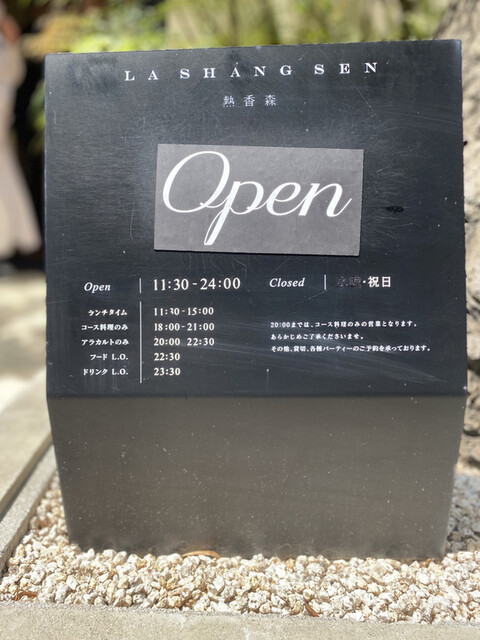 LA SHANG SEN
熱香森
Open
Open 11:30 - 24:00 Closed ・祝日
ランチタイム 11:30 - 15:00
コース料理のみ 18:00 - 21:00
アラカルトのみ 20:00 22:30
フード L.O. 22:30
ドリンク L.O. 23:30
20:00までは、コース料理のみの営業となります。
あらかじめご了承くださいませ。
その他、貸切、各種パーティーのご予約を承っております。